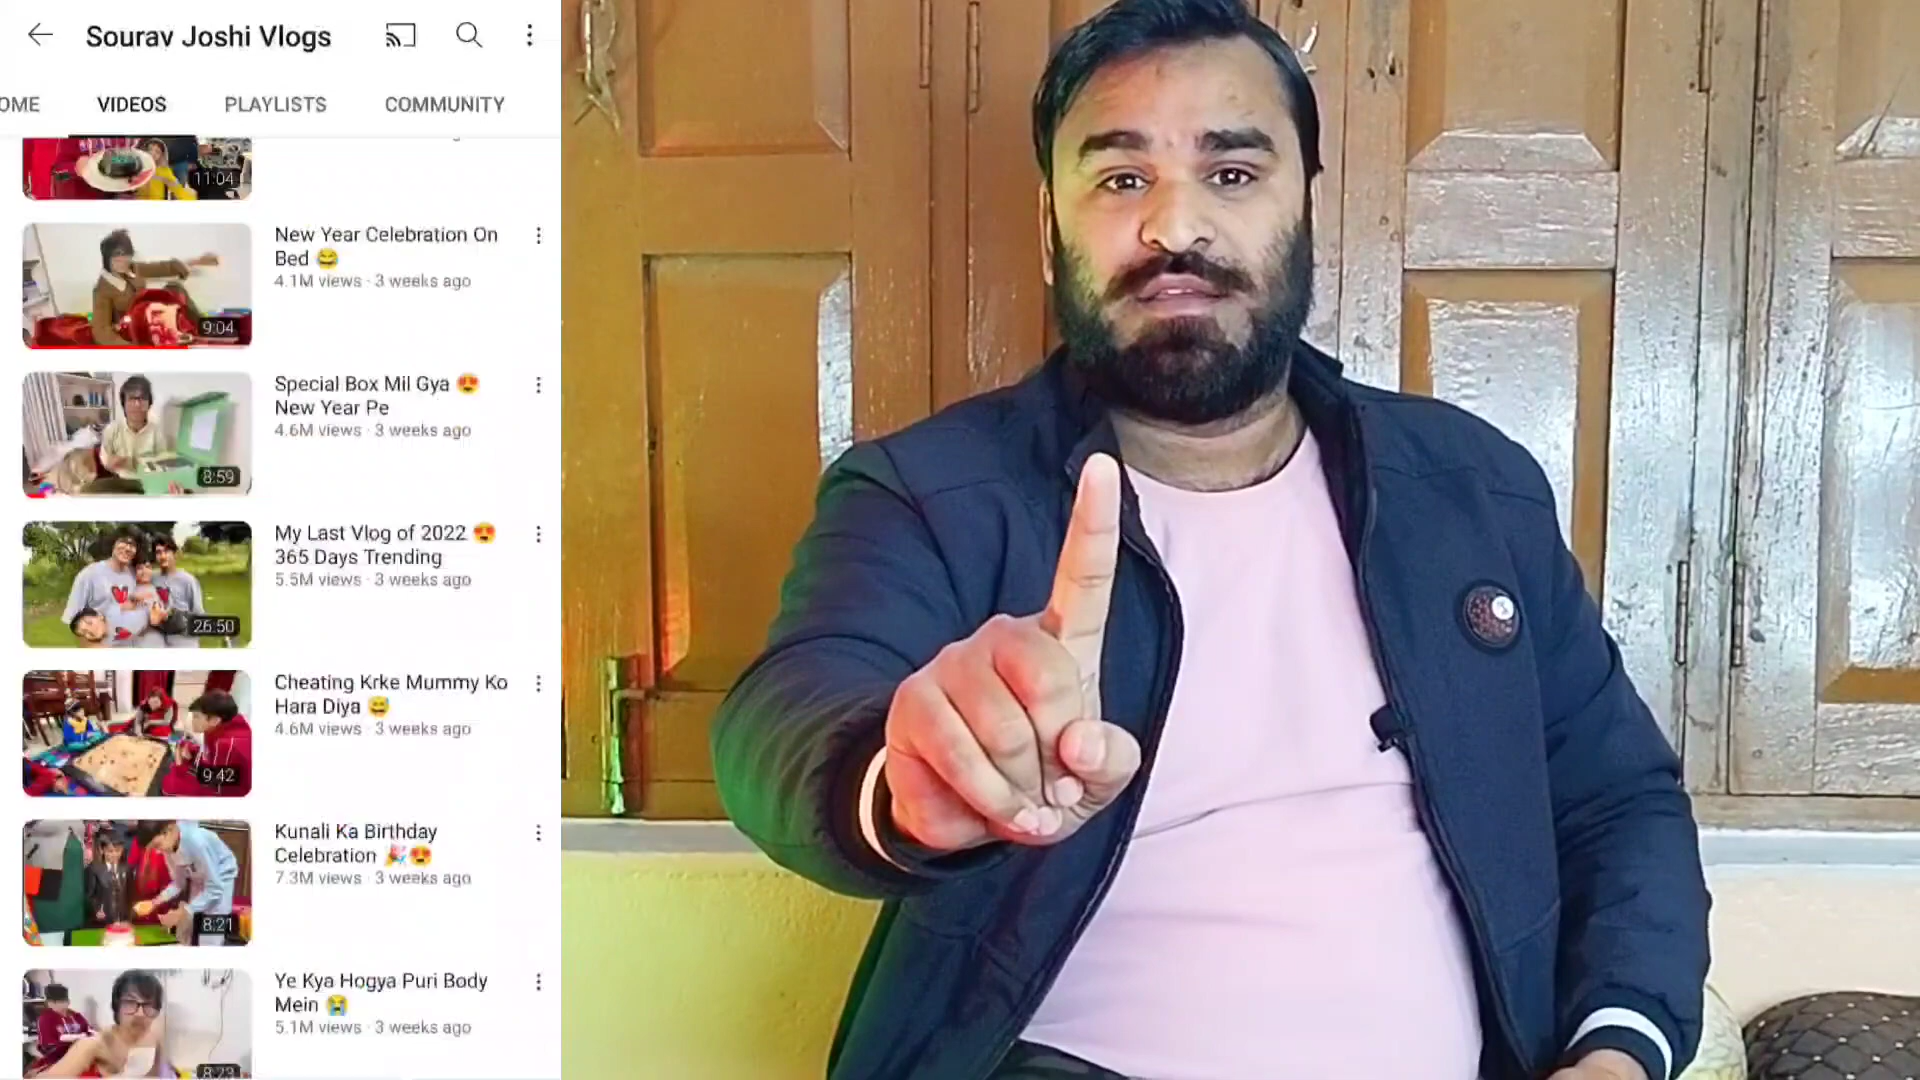 Sourav Joshi Vlogs
OME VIDEOS PLAYLISTS COMMUNITY
11:04
New Year Celebration On
Bed 😂
4.1M views · 3 weeks ago
9:04
Special Box Mil Gya 😍
New Year Pe
4.6M views · 3 weeks ago
8:59
My Last Vlog of 2022 😍
365 Days Trending
5.5M views · 3 weeks ago
26:50
Cheating Krke Mummy Ko
Hara Diya 😅
4.6M views · 3 weeks ago
9:42
Kunali Ka Birthday
Celebration 🎉😍
7.3M views · 3 weeks ago
8:21
Ye Kya Hogya Puri Body
Mein 😭
5.1M views · 3 weeks ago
8:23